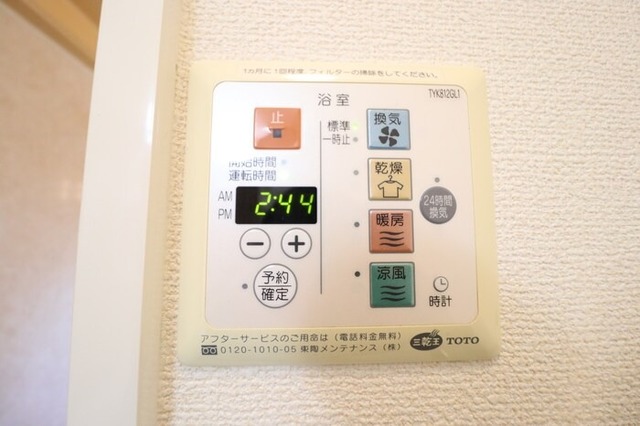 1カ月に1回程度、フィルターの掃除をしてください。
浴室
TYK812GL1
止
標準
一時止
換気
開始時間
運転時間
乾燥
AM
PM
2:44
24時間
換気
暖房
− +
予約
確定
涼風
時計
アフターサービスのご用命は（電話料金無料）
0120-1010-05 東陶メンテナンス（株）
三乾王 TOTO